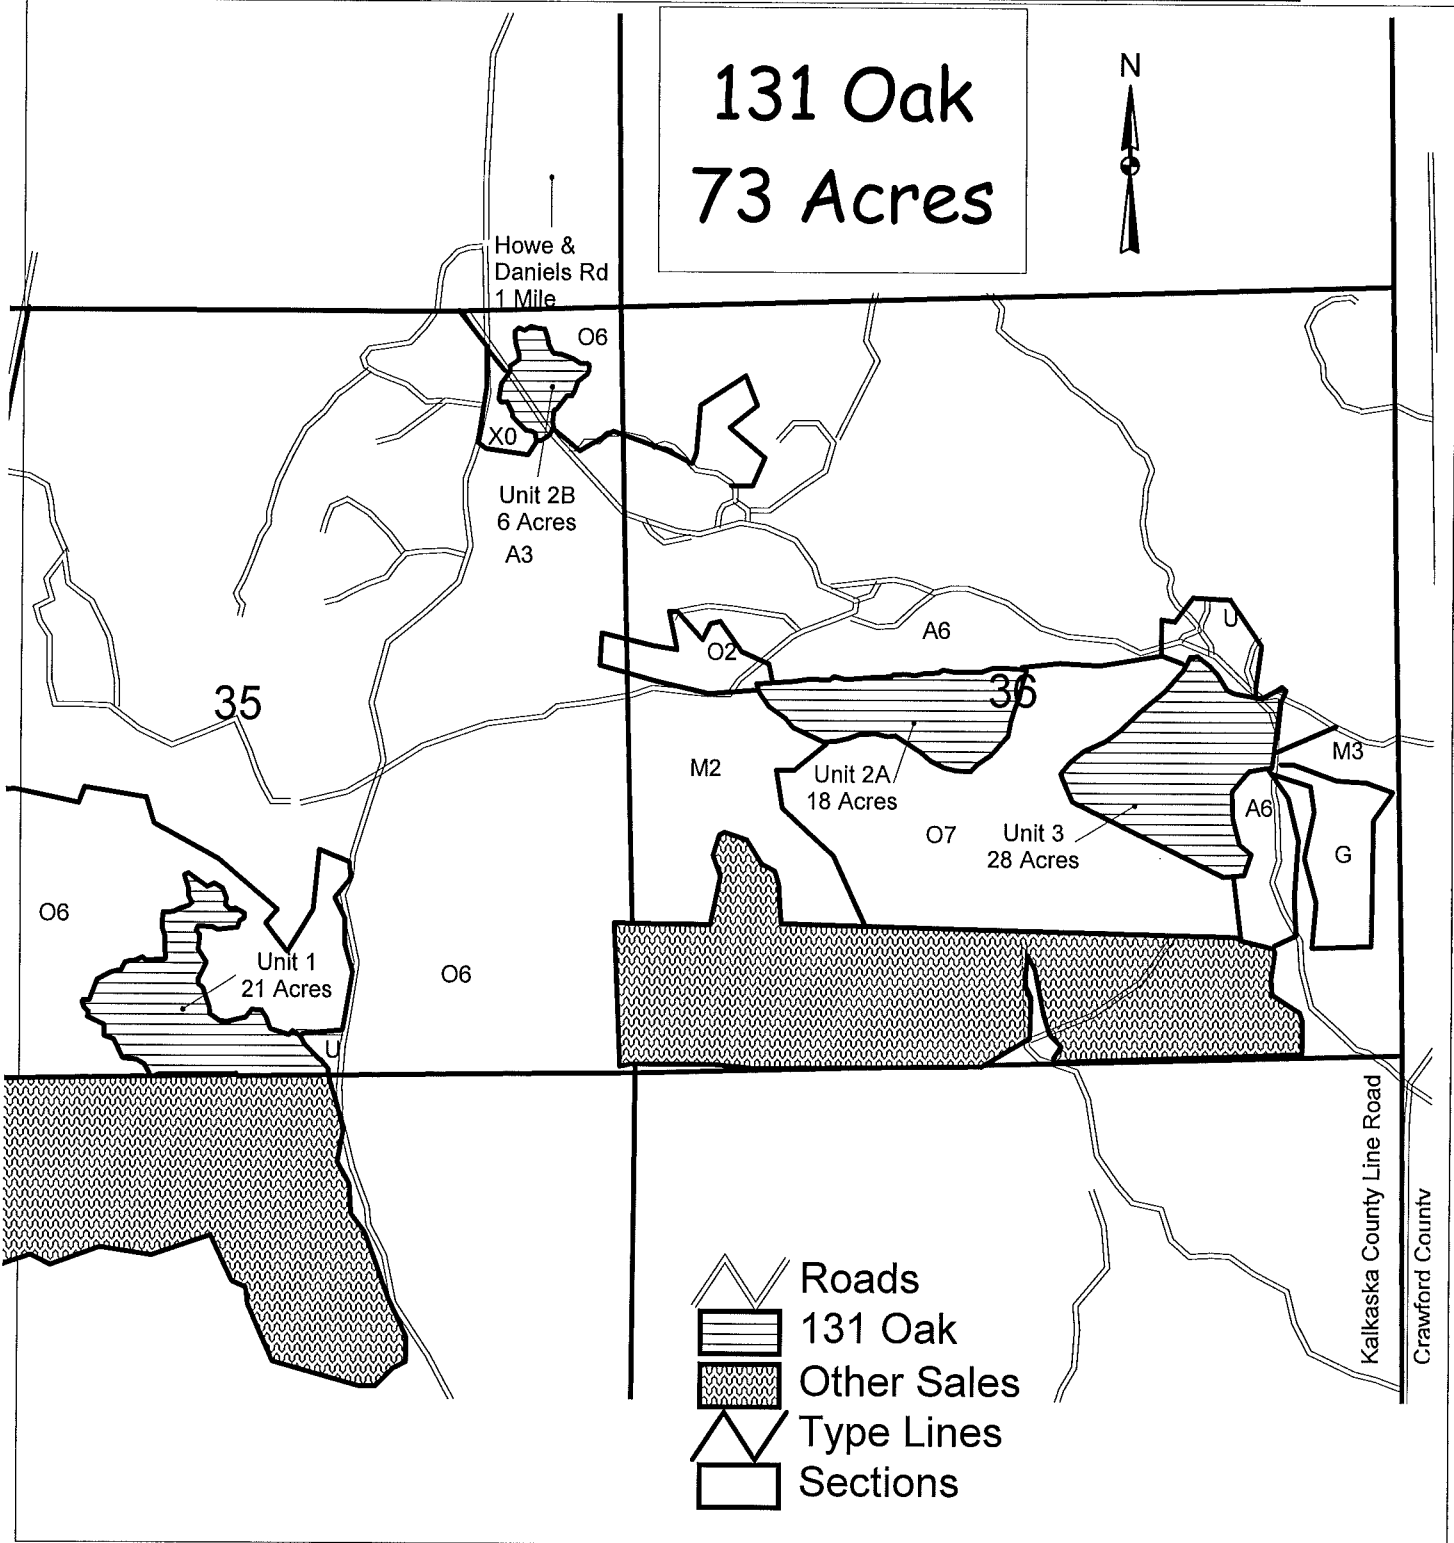 131 Oak
73 Acres
N
Howe &
Daniels Rd
1 Mile
O6
X0
Unit 2B
6 Acres
A3
U
A6
O2
35
36
M3
M2
Unit 2A
18 Acres
A6
O7
Unit 3
28 Acres
G
O6
Unit 1
21 Acres
O6
U
Kalkaska County Line Road
Crawford County
Roads
131 Oak
Other Sales
Type Lines
Sections